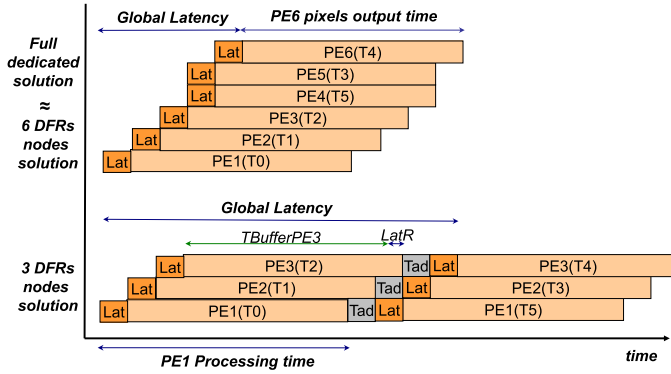 Global Latency
PE6 pixels output time
Full
dedicated
solution
≈
6 DFRs
nodes
solution
Lat PE6(T4)
Lat PE5(T3)
Lat PE4(T5)
Lat PE3(T2)
Lat PE2(T1)
Lat PE1(T0)
Global Latency
TBufferPE3 LatR
3 DFRs
nodes
solution
Lat PE3(T2) Tad Lat PE3(T4)
Lat PE2(T1) Tad Lat PE2(T3)
Lat PE1(T0) Tad Lat PE1(T5)
PE1 Processing time
time